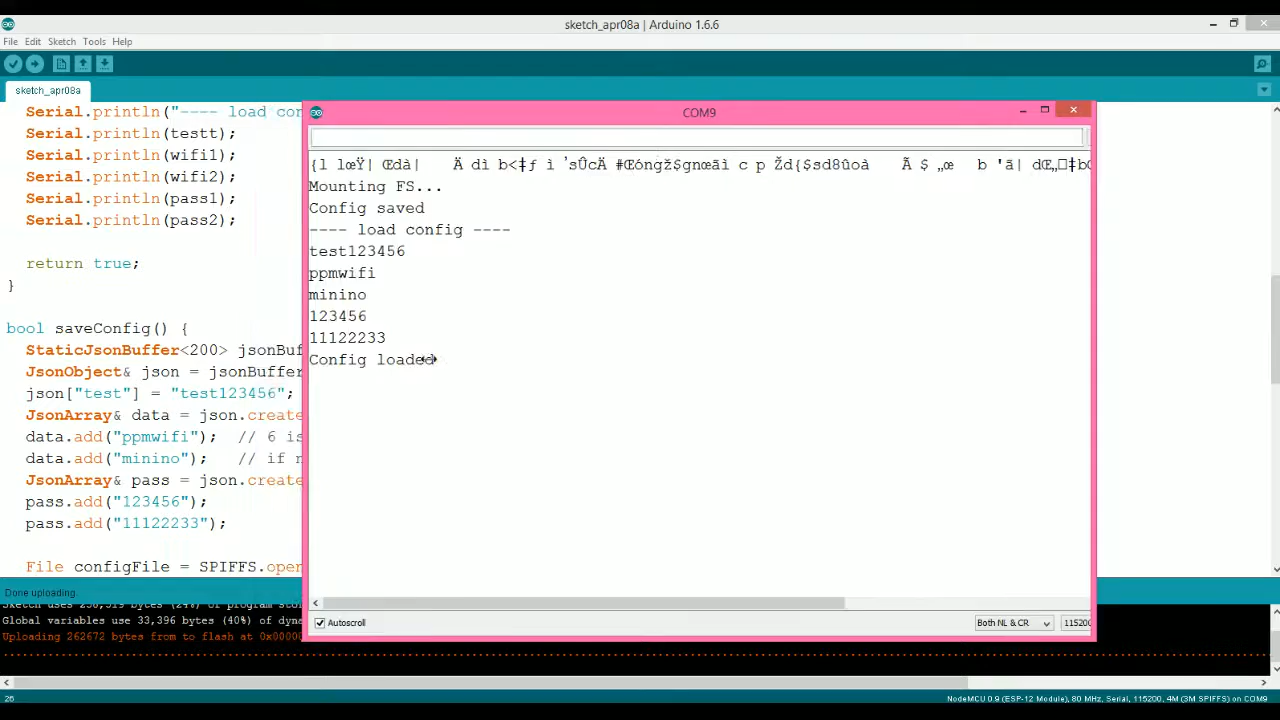 sketch_apr08a | Arduino 1.6.6
File Edit Sketch Tools Help
sketch_apr08a
Serial.println("---- load con
Serial.println(testt);
Serial.println(wifi1);
Serial.println(wifi2);
Serial.println(pass1);
Serial.println(pass2);
return true;
}
bool saveConfig() {
StaticJsonBuffer<200> jsonBuf
JsonObject& json = jsonBuffer
json["test"] = "test123456";
JsonArray& data = json.create
data.add("ppmwifi"); // 6 is
data.add("minino"); // if n
JsonArray& pass = json.create
pass.add("123456");
pass.add("11122233");
File configFile = SPIFFS.open
COM9
Mounting FS...
Config saved
---- load config ----
test123456
ppmwifi
minino
123456
11122233
Config loaded
Autoscroll
Both NL & CR
115200
Done uploading.
bytes (24%) of program
Global variables use 33,396 bytes (40%) of dyna
Uploading 262672 bytes from to flash at 0x00000
26
NodeMCU 0.9 (ESP-12 Module), 80 MHz, Serial, 115200, 4M (3M SPIFFS) on COM9